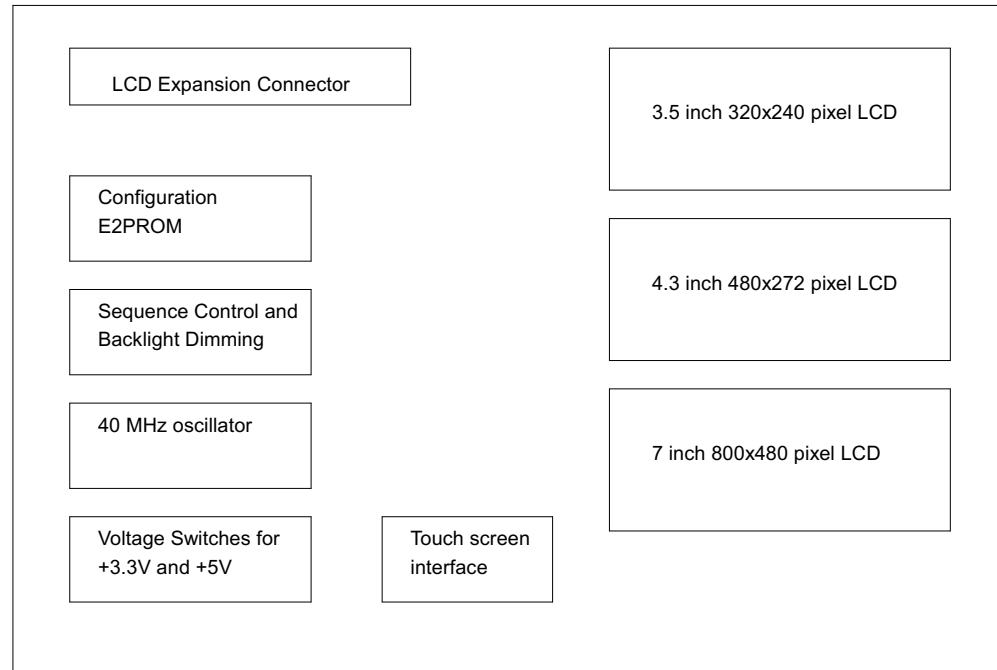 LCD Expansion Connector
3.5 inch 320x240 pixel LCD
Configuration
E2PROM
4.3 inch 480x272 pixel LCD
Sequence Control and
Backlight Dimming
40 MHz oscillator
7 inch 800x480 pixel LCD
Voltage Switches for
+3.3V and +5V
Touch screen
interface